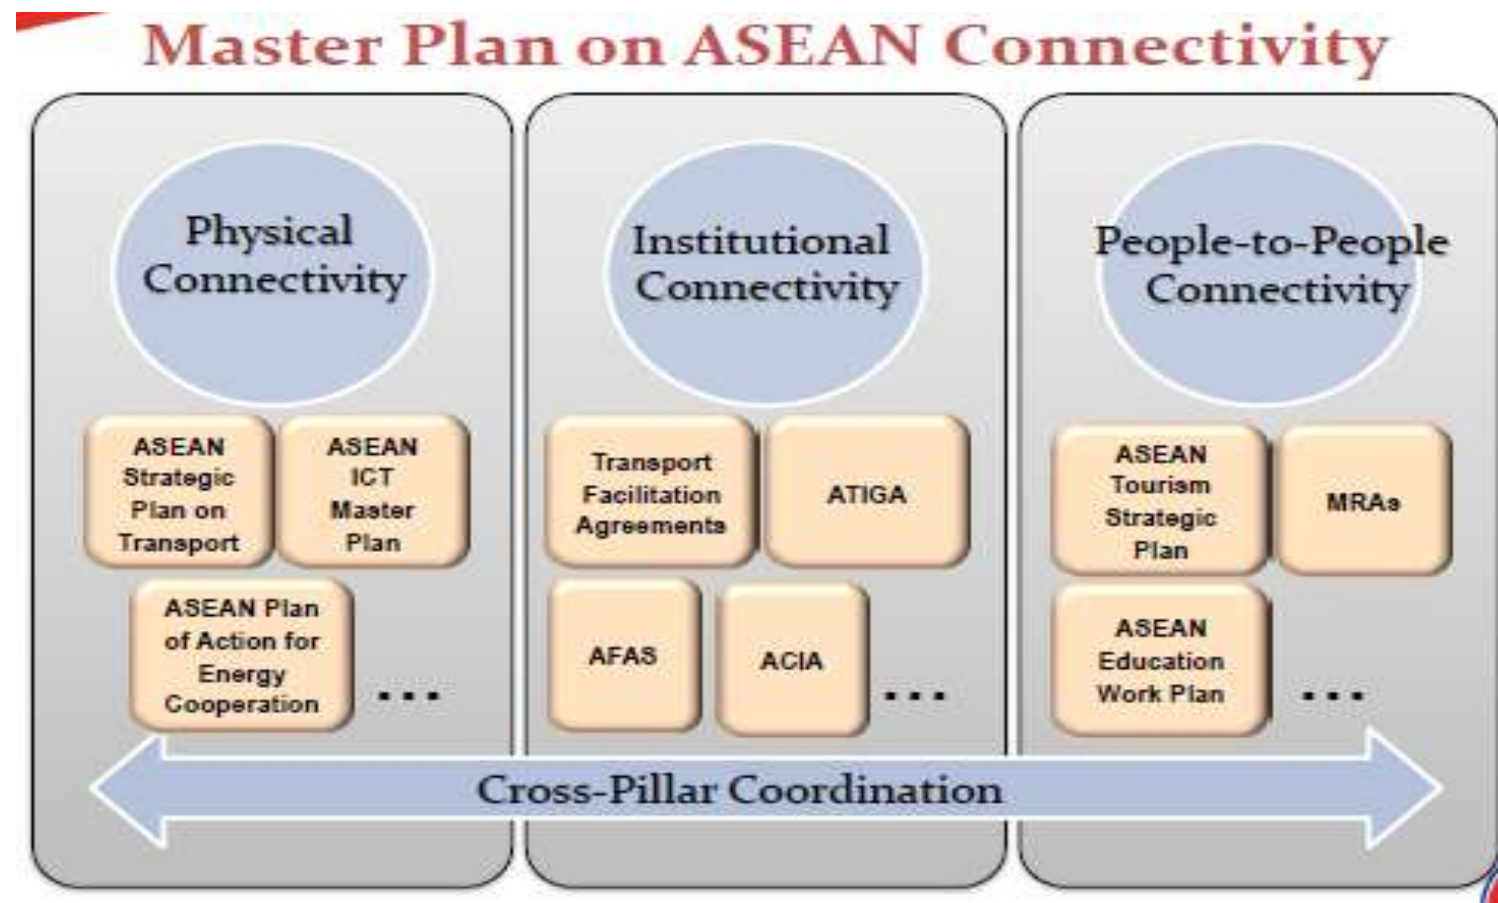 Master Plan on ASEAN Connectivity
Physical
Connectivity
ASEAN
Strategic
Plan on
Transport
ASEAN
ICT
Master
Plan
ASEAN Plan
of Action for
Energy
Cooperation
...
Institutional
Connectivity
Transport
Facilitation
Agreements
ATIGA
AFAS
ACIA
...
People-to-People
Connectivity
ASEAN
Tourism
Strategic
Plan
MRAs
ASEAN
Education
Work Plan
...
Cross-Pillar Coordination